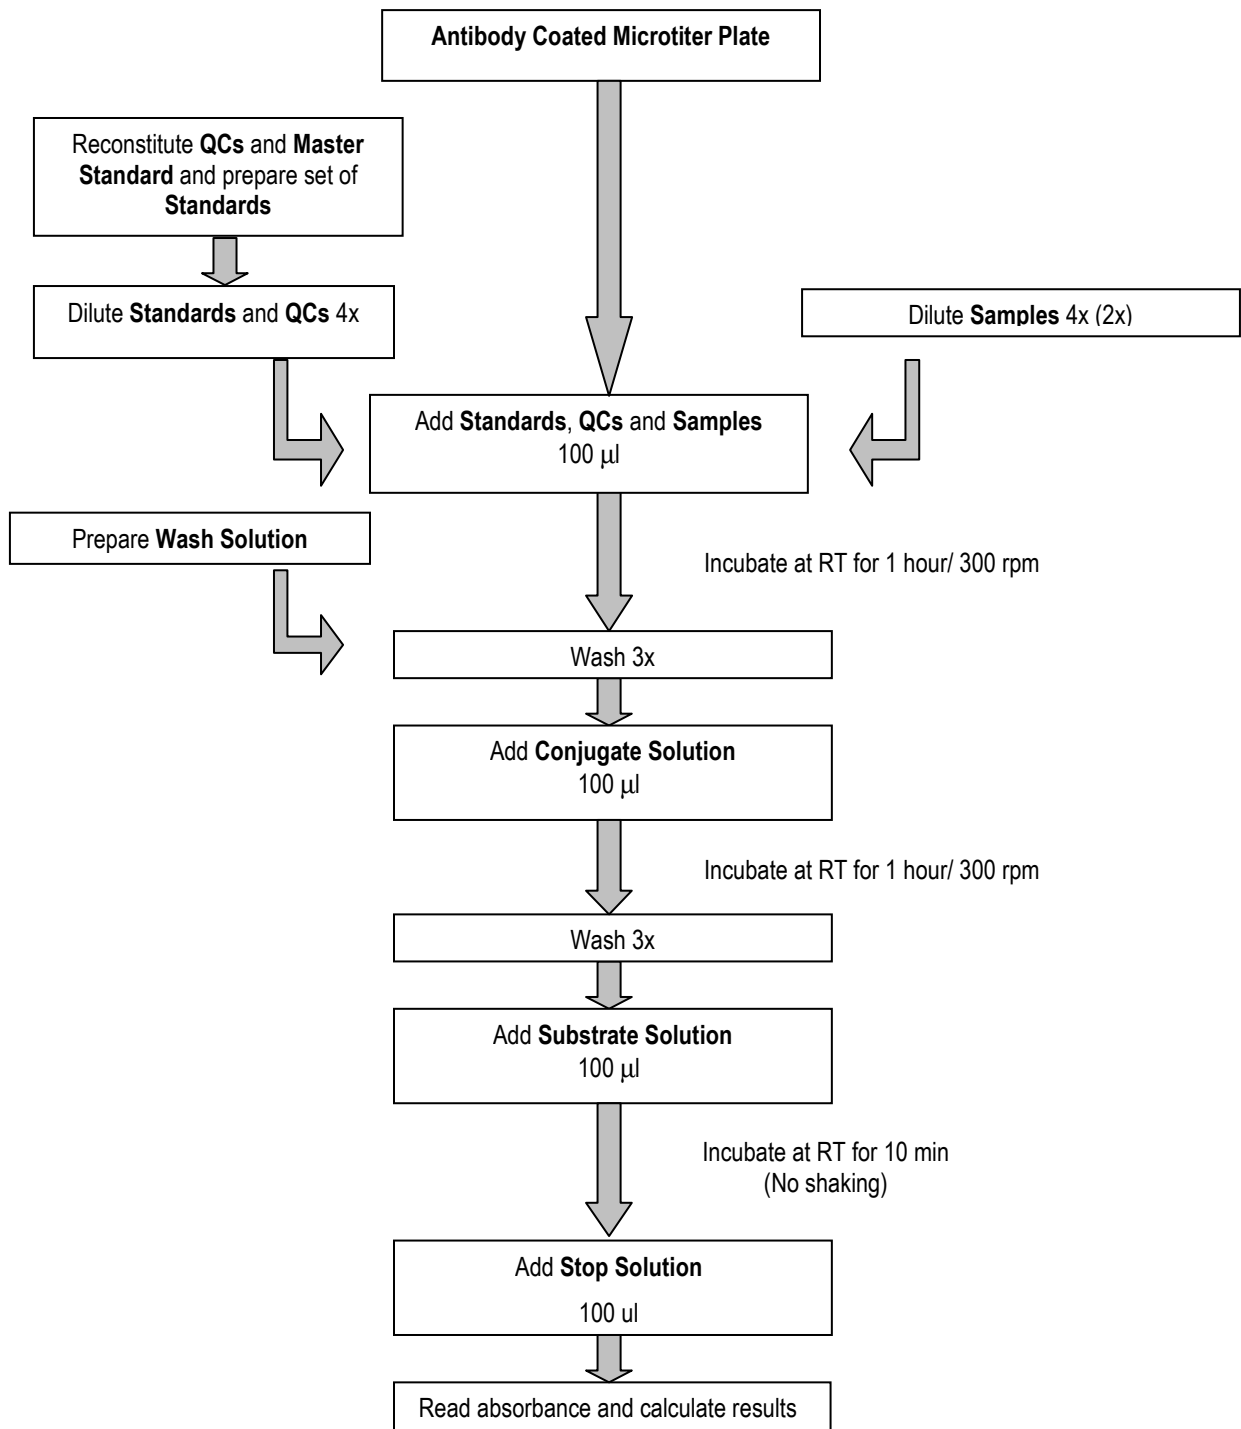 Antibody Coated Microtiter Plate
Reconstitute QCs and Master
Standard and prepare set of
Standards
Dilute Standards and QCs 4x
Dilute Samples 4x (2x)
Add Standards, QCs and Samples
100 μl
Prepare Wash Solution
Incubate at RT for 1 hour/ 300 rpm
Wash 3x
Add Conjugate Solution
100 μl
Incubate at RT for 1 hour/ 300 rpm
Wash 3x
Add Substrate Solution
100 μl
Incubate at RT for 10 min
(No shaking)
Add Stop Solution
100 ul
Read absorbance and calculate results